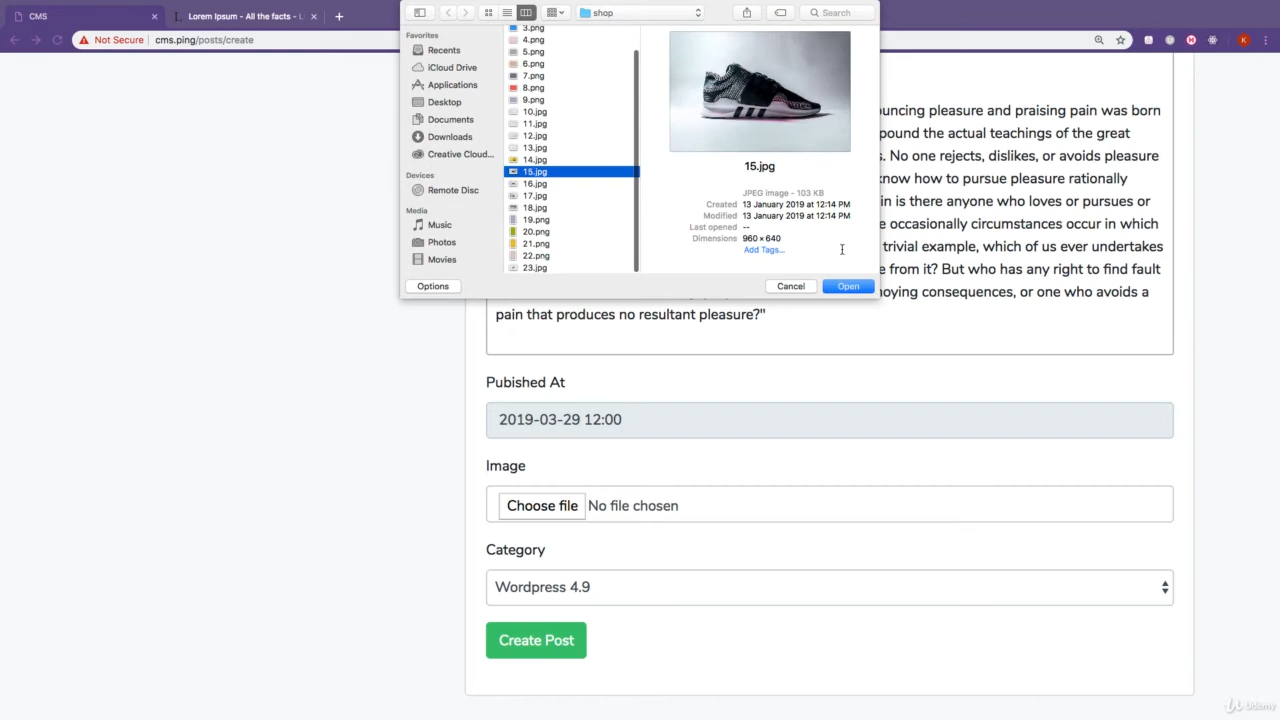 CMS
Lorem Ipsum - All the facts - L
Not Secure
cms.ping/posts/create
K
shop
Search
Favorites
Recents
iCloud Drive
Applications
Desktop
Documents
Downloads
Creative Cloud...
Devices
Remote Disc
Media
Music
Photos
Movies
3.png
4.png
5.png
6.png
7.png
8.png
9.png
10.jpg
11.jpg
12.jpg
13.jpg
14.jpg
15.jpg
16.jpg
17.jpg
18.jpg
19.png
20.png
21.png
22.png
23.jpg
15.jpg
JPEG image - 103 KB
Created 13 January 2019 at 12:14 PM
Modified 13 January 2019 at 12:14 PM
Last opened --
Dimensions 960 × 640
Add Tags...
Options
Cancel
Open
ouncing pleasure and praising pain was born
pound the actual teachings of the great
. No one rejects, dislikes, or avoids pleasure
know how to pursue pleasure rationally
in is there anyone who loves or pursues or
e occasionally circumstances occur in which
trivial example, which of us ever undertakes
e from it? But who has any right to find fault
noying consequences, or one who avoids a
pain that produces no resultant pleasure?"
Pubished At
2019-03-29 12:00
Image
Choose file No file chosen
Category
Wordpress 4.9
Create Post
Udemy